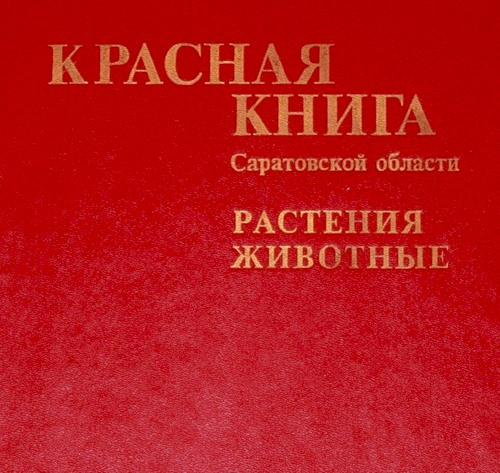 КРАСНАЯ
КНИГА
Саратовской области
РАСТЕНИЯ
ЖИВОТНЫЕ